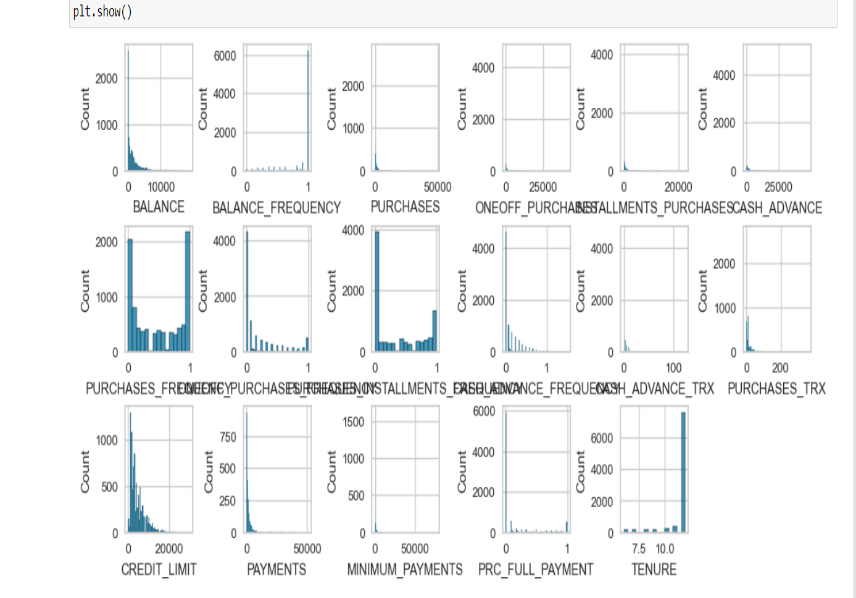 plt.show()
2000
1000
0
Count
0 10000
BALANCE
6000
4000
2000
0
Count
0 1
BALANCE_FREQUENCY
2000
1000
0
Count
0 50000
PURCHASES
4000
2000
0
Count
0 25000
ONEOFF_PURCHASES
4000
2000
0
Count
0 20000
INSTALLMENTS_PURCHASES
4000
2000
0
Count
0 25000
CASH_ADVANCE
2000
1000
0
Count
0 1
PURCHASES_FREQUENCY
4000
2000
0
Count
0 1
4000
2000
0
Count
0 1
4000
2000
0
Count
0 1
4000
2000
0
Count
0 100
CASH_ADVANCE_TRX
2000
1000
0
Count
0 200
PURCHASES_TRX
1000
500
0
Count
0 20000
CREDIT_LIMIT
750
500
250
0
Count
0 50000
PAYMENTS
1500
1000
500
0
Count
0 50000
MINIMUM_PAYMENTS
6000
4000
2000
0
Count
0 1
PRC_FULL_PAYMENT
6000
4000
2000
0
Count
7.5 10.0
TENURE